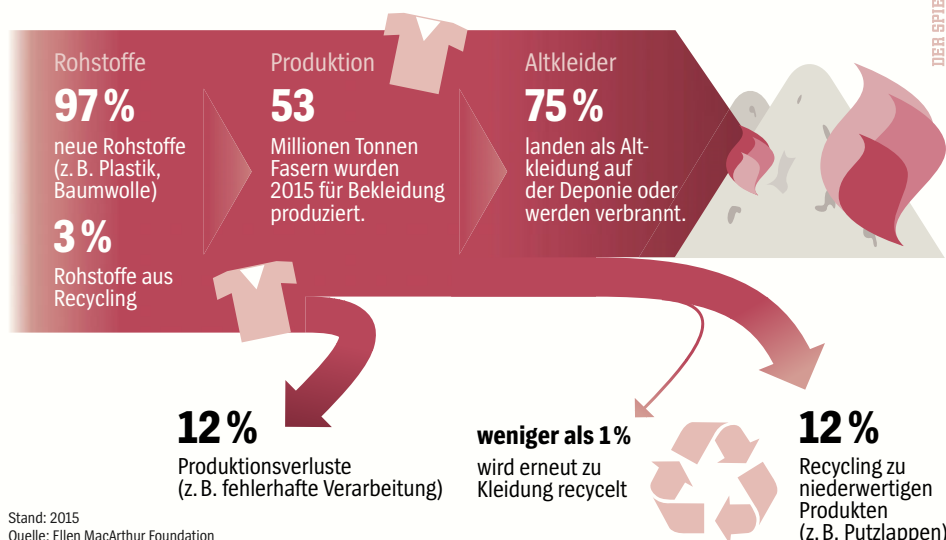 Rohstoffe
97 %
neue Rohstoffe
(z. B. Plastik,
Baumwolle)
3 %
Rohstoffe aus
Recycling
Produktion
53
Millionen Tonnen
Fasern wurden
2015 für Bekleidung
produziert.
Altkleider
75 %
landen als Alt-
kleidung auf
der Deponie oder
werden verbrannt.
12 %
Produktionsverluste
(z. B. fehlerhafte Verarbeitung)
weniger als 1 %
wird erneut zu
Kleidung recycelt
12 %
Recycling zu
niederwertigen
Produkten
(z. B. Putzlappen)
Stand: 2015
Quelle: Ellen MacArthur Foundation
DER